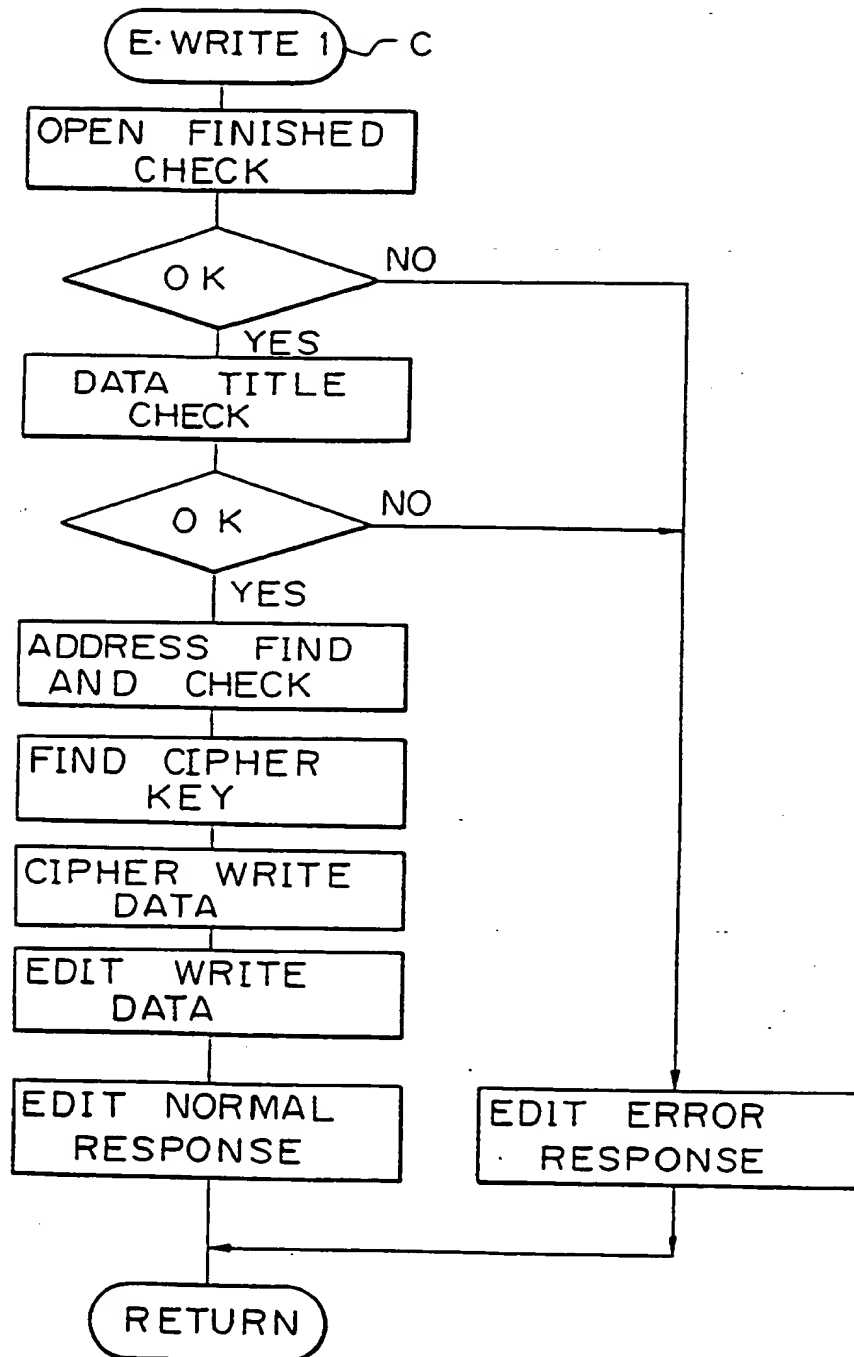 E·WRITE 1
C
OPEN FINISHED
CHECK
OK
NO
YES
DATA TITLE
CHECK
OK
NO
YES
ADDRESS FIND
AND CHECK
FIND CIPHER
KEY
CIPHER WRITE
DATA
EDIT WRITE
DATA
EDIT NORMAL
RESPONSE
EDIT ERROR
RESPONSE
RETURN